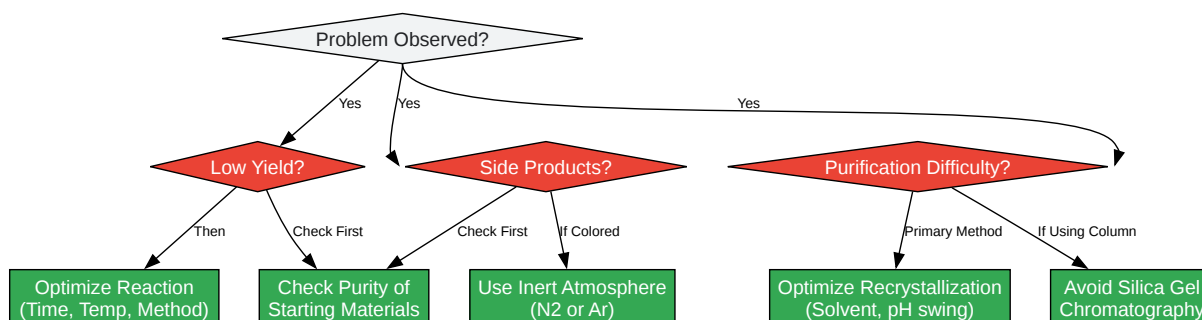 Problem Observed?
Yes
Yes
Yes
Low Yield?
Side Products?
Purification Difficulty?
Then
Check First
Check First
If Colored
Primary Method
If Using Column
Optimize Reaction
(Time, Temp, Method)
Check Purity of
Starting Materials
Use Inert Atmosphere
(N2 or Ar)
Optimize Recrystallization
(Solvent, pH swing)
Avoid Silica Gel
Chromatography